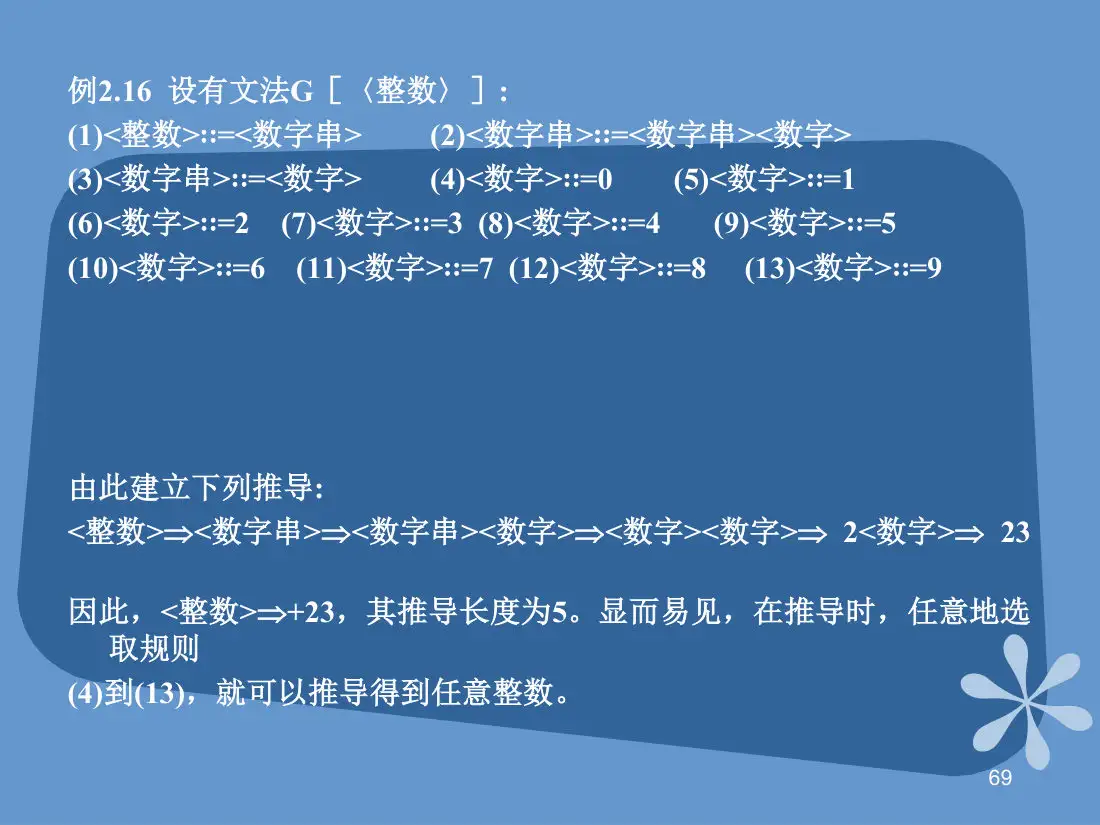 例2.16 设有文法G［〈整数〉］:
(1)<整数>::=<数字串> (2)<数字串>::=<数字串><数字>
(3)<数字串>::=<数字> (4)<数字>::=0 (5)<数字>::=1
(6)<数字>::=2 (7)<数字>::=3 (8)<数字>::=4 (9)<数字>::=5
(10)<数字>::=6 (11)<数字>::=7 (12)<数字>::=8 (13)<数字>::=9
由此建立下列推导:
<整数>⇒<数字串>⇒<数字串><数字>⇒<数字><数字>⇒ 2<数字>⇒ 23
因此，<整数>⇒+23，其推导长度为5。显而易见，在推导时，任意地选
取规则
(4)到(13)，就可以推导得到任意整数。
69